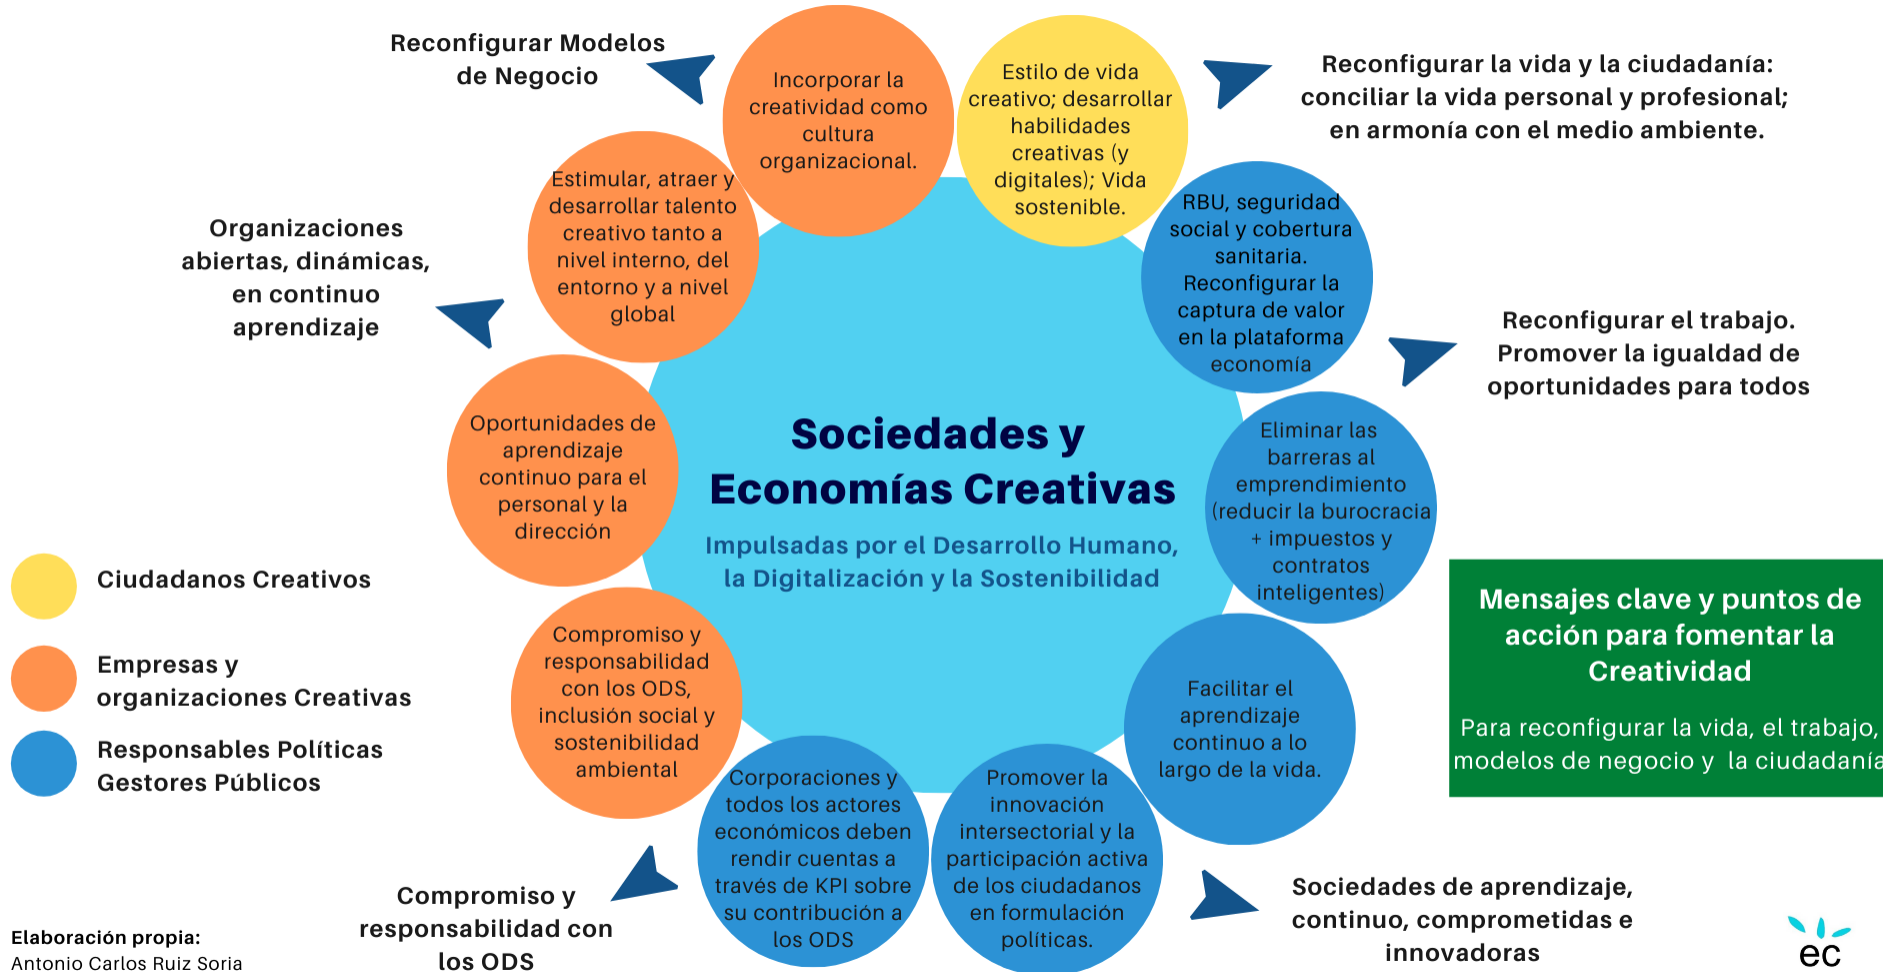 Reconfigurar Modelos
de Negocio
Incorporar la
creatividad como
cultura
organizacional.
Estilo de vida
creativo; desarrollar
habilidades
creativas (y
digitales); Vida
sostenible.
Reconfigurar la vida y la ciudadanía:
conciliar la vida personal y profesional;
en armonía con el medio ambiente.
Estimular, atraer y
desarrollar talento
creativo tanto a
nivel interno, del
entorno y a nivel
global
RBU, seguridad
social y cobertura
sanitaria.
Reconfigurar la
captura de valor
en la plataforma
economía
Organizaciones
abiertas, dinámicas,
en continuo
aprendizaje
Reconfigurar el trabajo.
Promover la igualdad de
oportunidades para todos
Oportunidades de
aprendizaje
continuo para el
personal y la
dirección
Sociedades y
Economías Creativas
Impulsadas por el Desarrollo Humano,
la Digitalización y la Sostenibilidad
Eliminar las
barreras al
emprendimiento
(reducir la burocracia
+ impuestos y
contratos
inteligentes)
Ciudadanos Creativos
Empresas y
organizaciones Creativas
Responsables Políticas
Gestores Públicos
Compromiso y
responsabilidad
con los ODS,
inclusión social y
sostenibilidad
ambiental
Facilitar el
aprendizaje
continuo a lo
largo de la vida.
Mensajes clave y puntos de
acción para fomentar la
Creatividad
Para reconfigurar la vida, el trabajo,
modelos de negocio y la ciudadanía
Corporaciones y
todos los actores
económicos deben
rendir cuentas a
través de KPI sobre
su contribución a
los ODS
Promover la
innovación
intersectorial y la
participación activa
de los ciudadanos
en formulación
políticas.
Compromiso y
responsabilidad con
los ODS
Sociedades de aprendizaje,
continuo, comprometidas e
innovadoras
Elaboración propia:
Antonio Carlos Ruiz Soria
ec